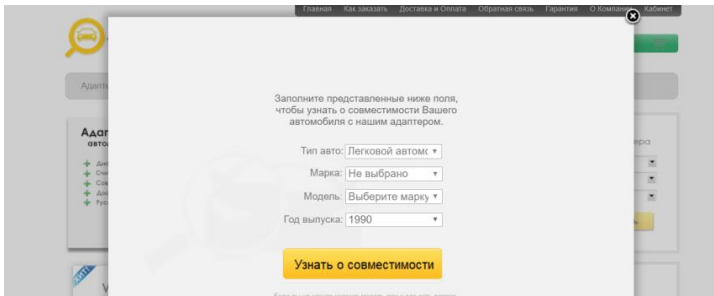 Главная Как заказать Доставка и Оплата Обратная связь Гарантия О Компании Кабинет
Заполните представленные ниже поля,
чтобы узнать о совместимости Вашего
автомобиля с нашим адаптером.
Тип авто: Легковой автомо
Марка: Не выбрано
Модель: Выберите марку
Год выпуска: 1990
Узнать о совместимости